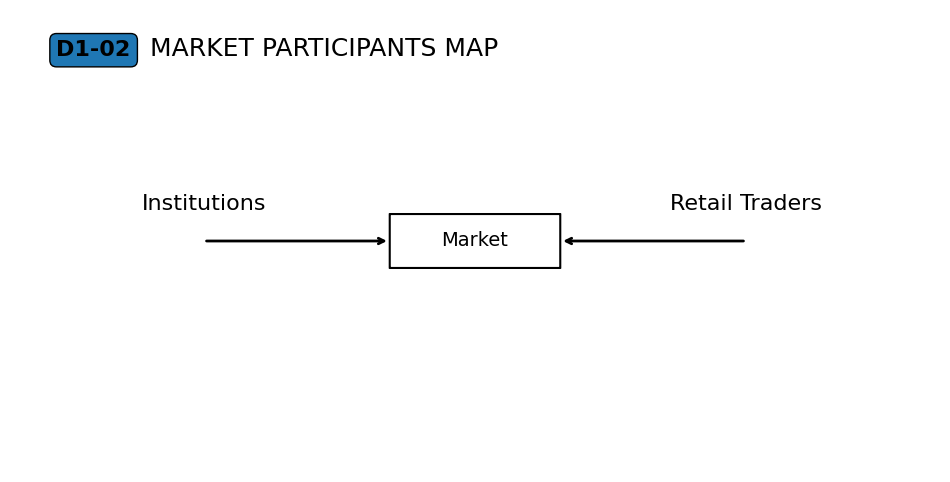 D1-02 MARKET PARTICIPANTS MAP
Institutions
Retail Traders
Market